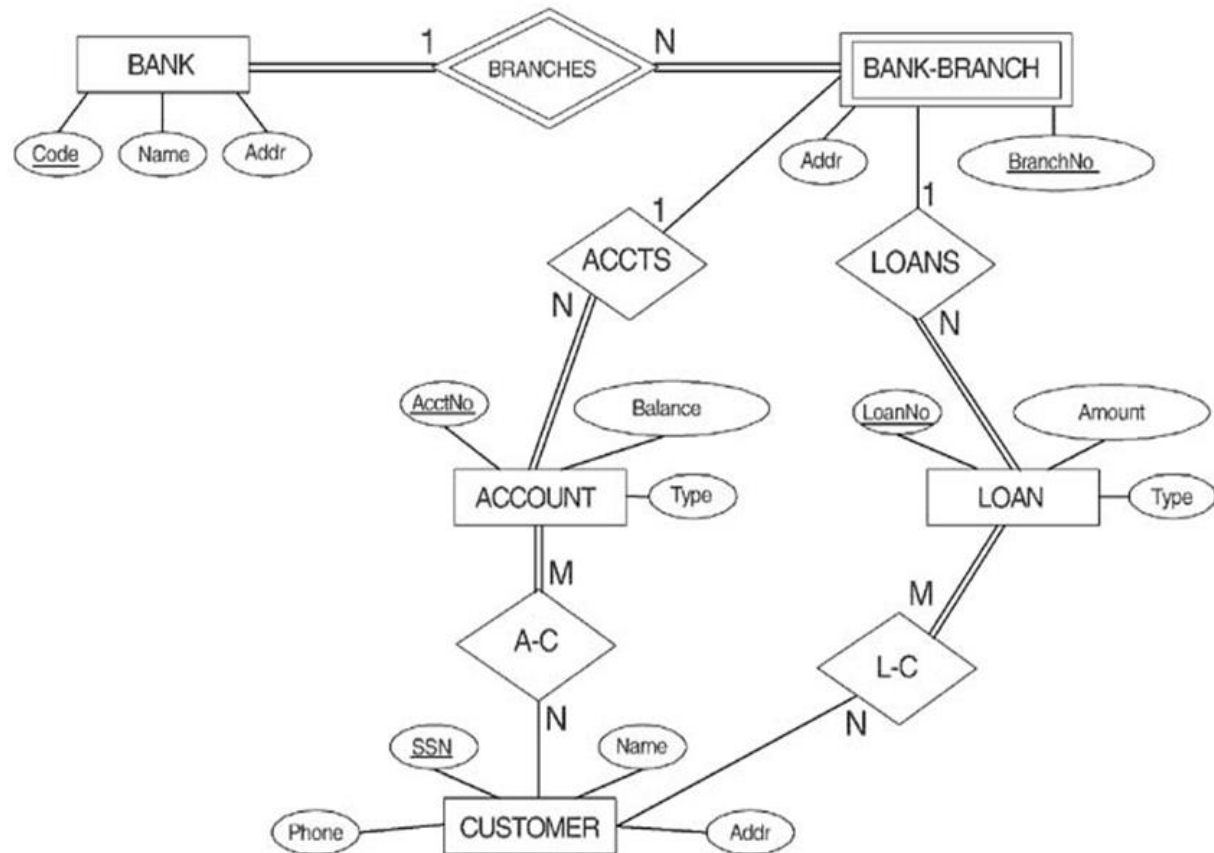 1
N
BANK
BRANCHES
BANK-BRANCH
Code
Name
Addr
Addr
BranchNo
1
1
ACCTS
LOANS
N
N
AcctNo
Balance
LoanNo
Amount
ACCOUNT
Type
LOAN
Type
M
M
A-C
L-C
N
N
SSN
Name
Phone
CUSTOMER
Addr